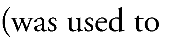 (was used to